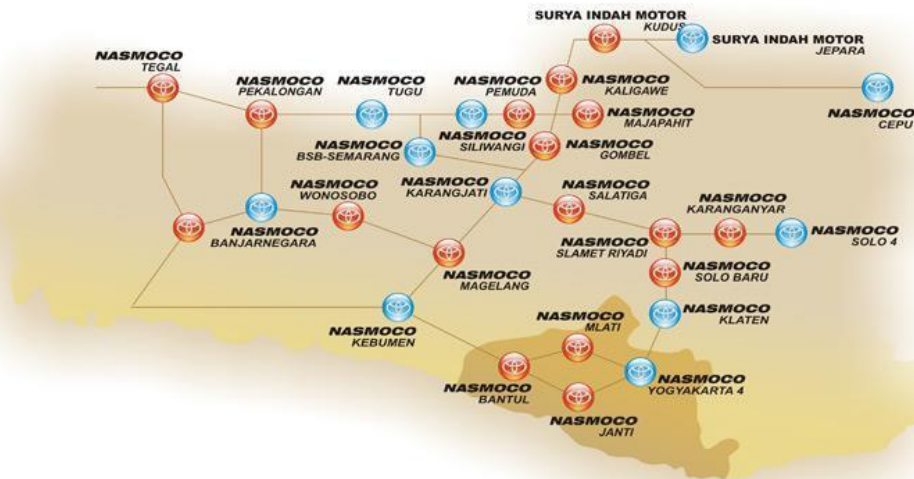 SURYA INDAH MOTOR
KUDUS
SURYA INDAH MOTOR
JEPARA
NASMOCO
TEGAL
NASMOCO
PEKALONGAN
NASMOCO
TUGU
NASMOCO
PEMUDA
NASMOCO
KALIGAWE
NASMOCO
CEPU
NASMOCO
MAJAPAHIT
NASMOCO
BSB-SEMARANG
NASMOCO
SILIWANGI
NASMOCO
GOMBEL
NASMOCO
WONOSOBO
NASMOCO
KARANGJATI
NASMOCO
SALATIGA
NASMOCO
KARANGANYAR
NASMOCO
BANJARNEGARA
NASMOCO
SLAMET RIYADI
NASMOCO
SOLO 4
NASMOCO
MAGELANG
NASMOCO
SOLO BARU
NASMOCO
KEBUMEN
NASMOCO
MLATI
NASMOCO
KLATEN
NASMOCO
BANTUL
NASMOCO
YOGYAKARTA 4
NASMOCO
JANTI